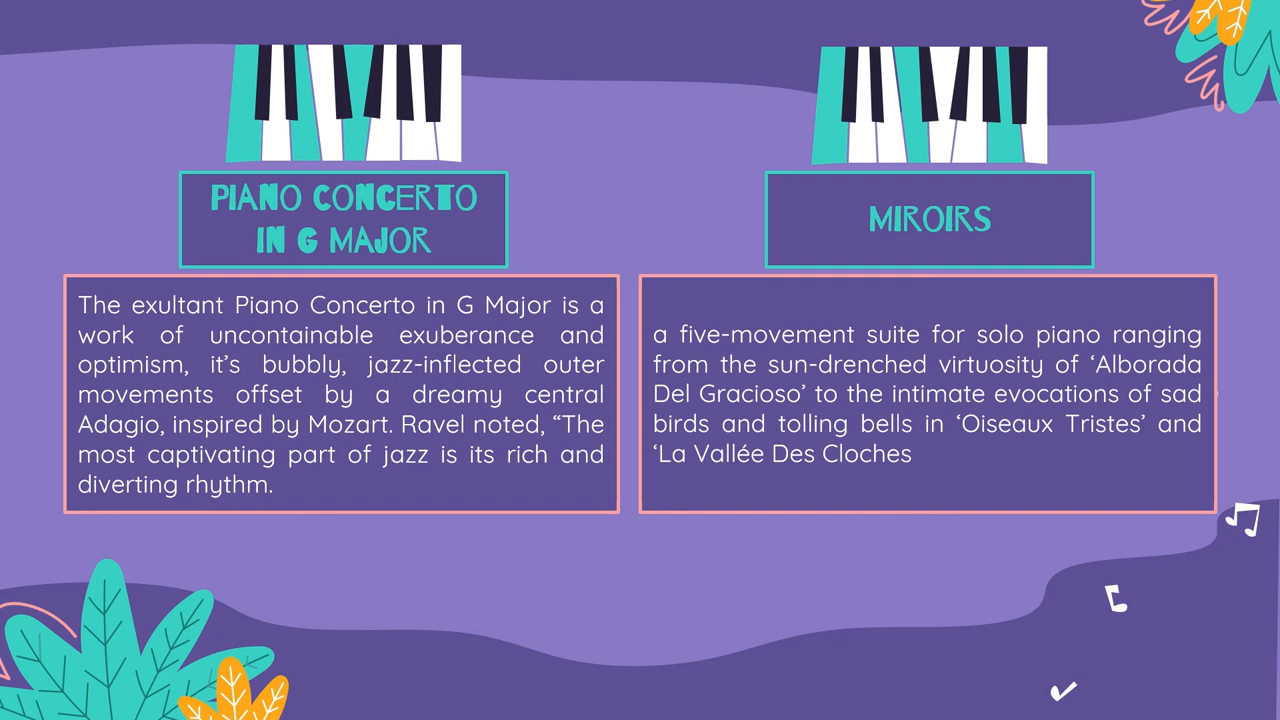 PIANO CONCERTO
IN G MAJOR
The exultant Piano Concerto in G Major is a
work of uncontainable exuberance and
optimism, it's bubbly, jazz-inflected outer
movements offset by a dreamy central
Adagio, inspired by Mozart. Ravel noted, “The
most captivating part of jazz is its rich and
diverting rhythm.
MIROIRS
a five-movement suite for solo piano ranging
from the sun-drenched virtuosity of ‘Alborada
Del Gracioso’ to the intimate evocations of sad
birds and tolling bells in ‘Oiseaux Tristes’ and
‘La Vallée Des Cloches